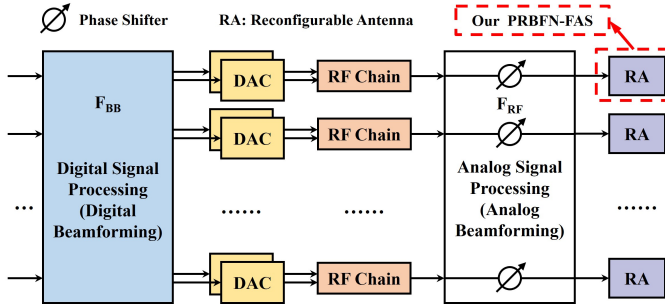 Phase Shifter
RA: Reconfigurable Antenna
Our PRBFN-FAS
DAC
RF Chain
RA
F_BB
F_RF
DAC
RF Chain
RA
Digital Signal
Processing
(Digital
Beamforming)
Analog Signal
Processing
(Analog
Beamforming)
...
......
......
......
DAC
RF Chain
RA